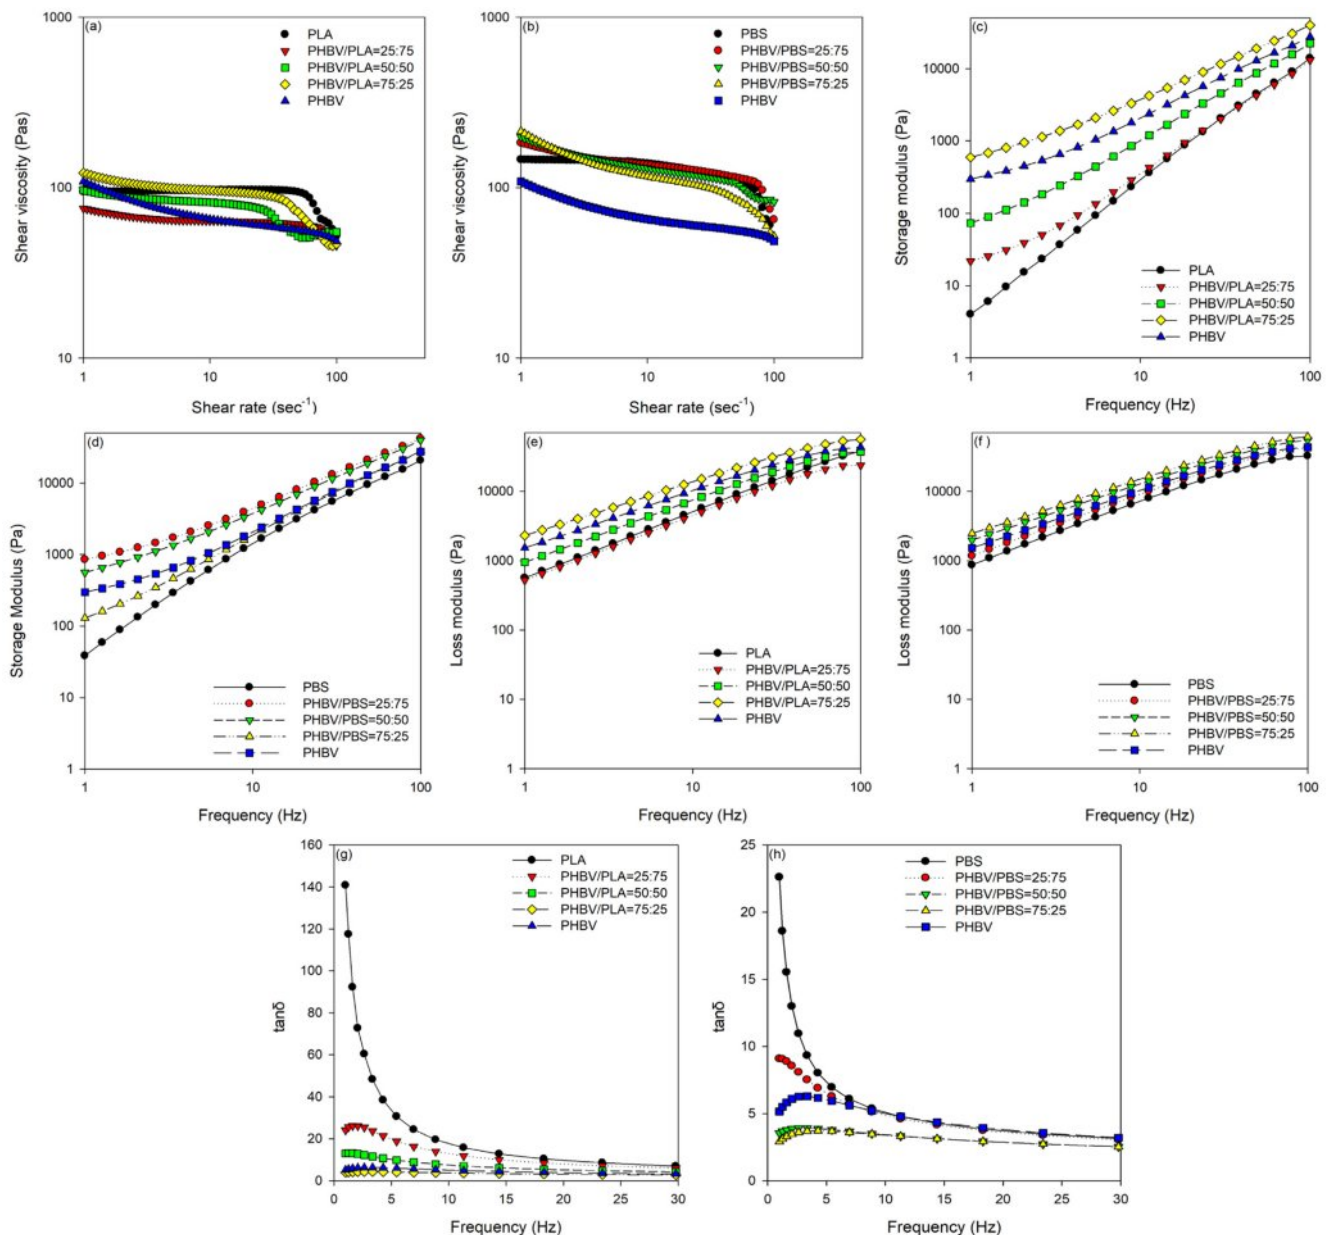 (a)
1000
100
10
Shear viscosity (Pas)
PLA
PHBV/PLA=25:75
PHBV/PLA=50:50
PHBV/PLA=75:25
PHBV
1
10
100
Shear rate (sec⁻¹)
(b)
1000
100
10
Shear viscosity (Pas)
PBS
PHBV/PBS=25:75
PHBV/PBS=50:50
PHBV/PBS=75:25
PHBV
1
10
100
Shear rate (sec⁻¹)
(c)
10000
1000
100
10
1
Storage modulus (Pa)
PLA
PHBV/PLA=25:75
PHBV/PLA=50:50
PHBV/PLA=75:25
PHBV
1
10
100
Frequency (Hz)
(d)
10000
1000
100
10
1
Storage Modulus (Pa)
PBS
PHBV/PBS=25:75
PHBV/PBS=50:50
PHBV/PBS=75:25
PHBV
1
10
100
Frequency (Hz)
(e)
10000
1000
100
10
1
Loss modulus (Pa)
PLA
PHBV/PLA=25:75
PHBV/PLA=50:50
PHBV/PLA=75:25
PHBV
1
10
100
Frequency (Hz)
(f )
10000
1000
100
10
1
Loss modulus (Pa)
PBS
PHBV/PBS=25:75
PHBV/PBS=50:50
PHBV/PBS=75:25
PHBV
1
10
100
Frequency (Hz)
(g)
160
140
120
100
80
60
40
20
0
tanδ
PLA
PHBV/PLA=25:75
PHBV/PLA=50:50
PHBV/PLA=75:25
PHBV
0
5
10
15
20
25
30
Frequency (Hz)
(h)
25
20
15
10
5
0
tanδ
PBS
PHBV/PBS=25:75
PHBV/PBS=50:50
PHBV/PBS=75:25
PHBV
0
5
10
15
20
25
30
Frequency (Hz)